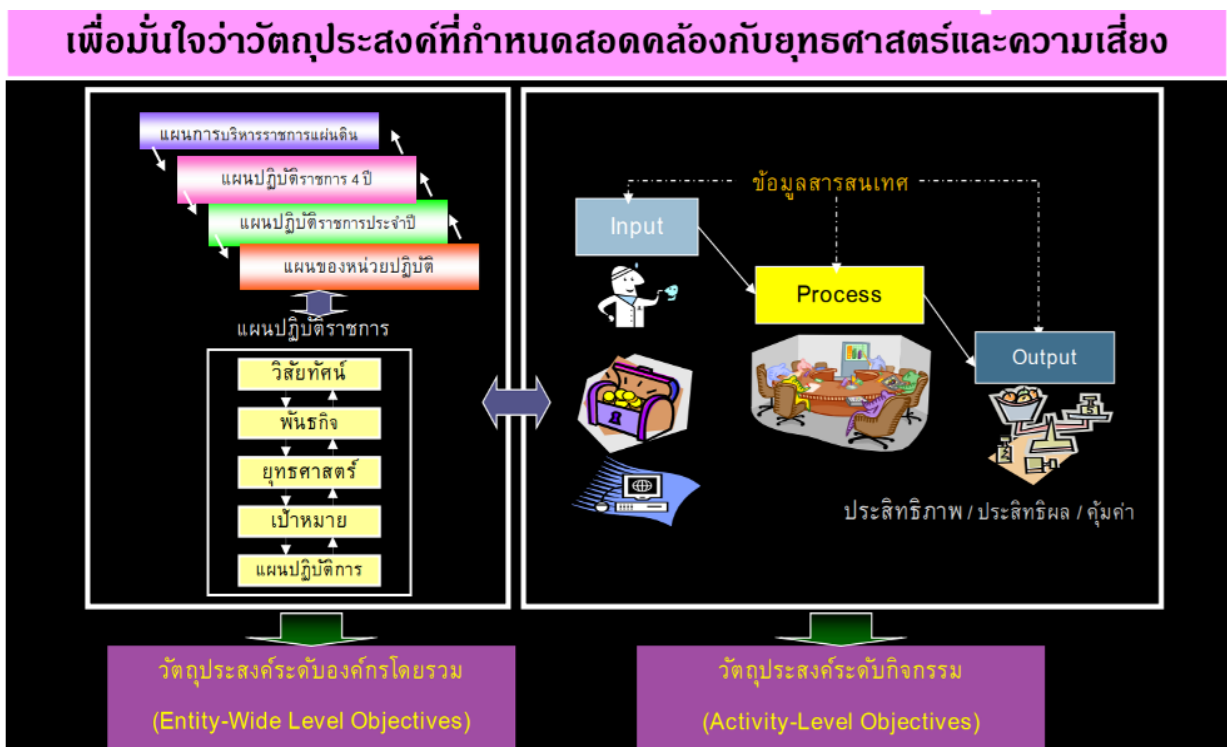 เพื่อมั่นใจว่าวัตถุประสงค์ที่กำหนดสอดคล้องกับยุทธศาสตร์และความเสี่ยง
แผนการบริหารราชการแผ่นดิน
แผนปฏิบัติราชการ 4 ปี
แผนปฏิบัติราชการประจำปี
แผนของหน่วยปฏิบัติ
แผนปฏิบัติราชการ
วิสัยทัศน์
พันธกิจ
ยุทธศาสตร์
เป้าหมาย
แผนปฏิบัติการ
ข้อมูลสารสนเทศ
Input
Process
Output
ประสิทธิภาพ / ประสิทธิผล / คุ้มค่า
วัตถุประสงค์ระดับองค์กรโดยรวม
(Entity-Wide Level Objectives)
วัตถุประสงค์ระดับกิจกรรม
(Activity-Level Objectives)